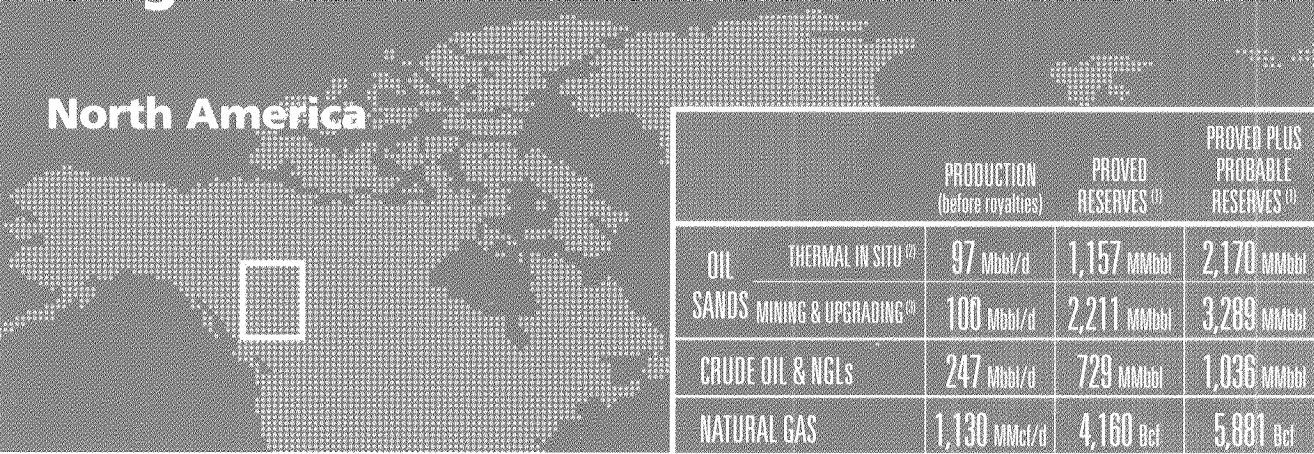 North America
PRODUCTION
(before royalties)
PROVED
RESERVES (1)
PROVED PLUS
PROBABLE
RESERVES (1)
OIL
SANDS
THERMAL IN SITU (2) 97 Mbbl/d 1,157 MMbbl 2,170 MMbbl
MINING & UPGRADING (3) 100 Mbbl/d 2,211 MMbbl 3,289 MMbbl
CRUDE OIL & NGLs 247 Mbbl/d 729 MMbbl 1,036 MMbbl
NATURAL GAS 1,130 MMcf/d 4,160 Bcf 5,881 Bcf